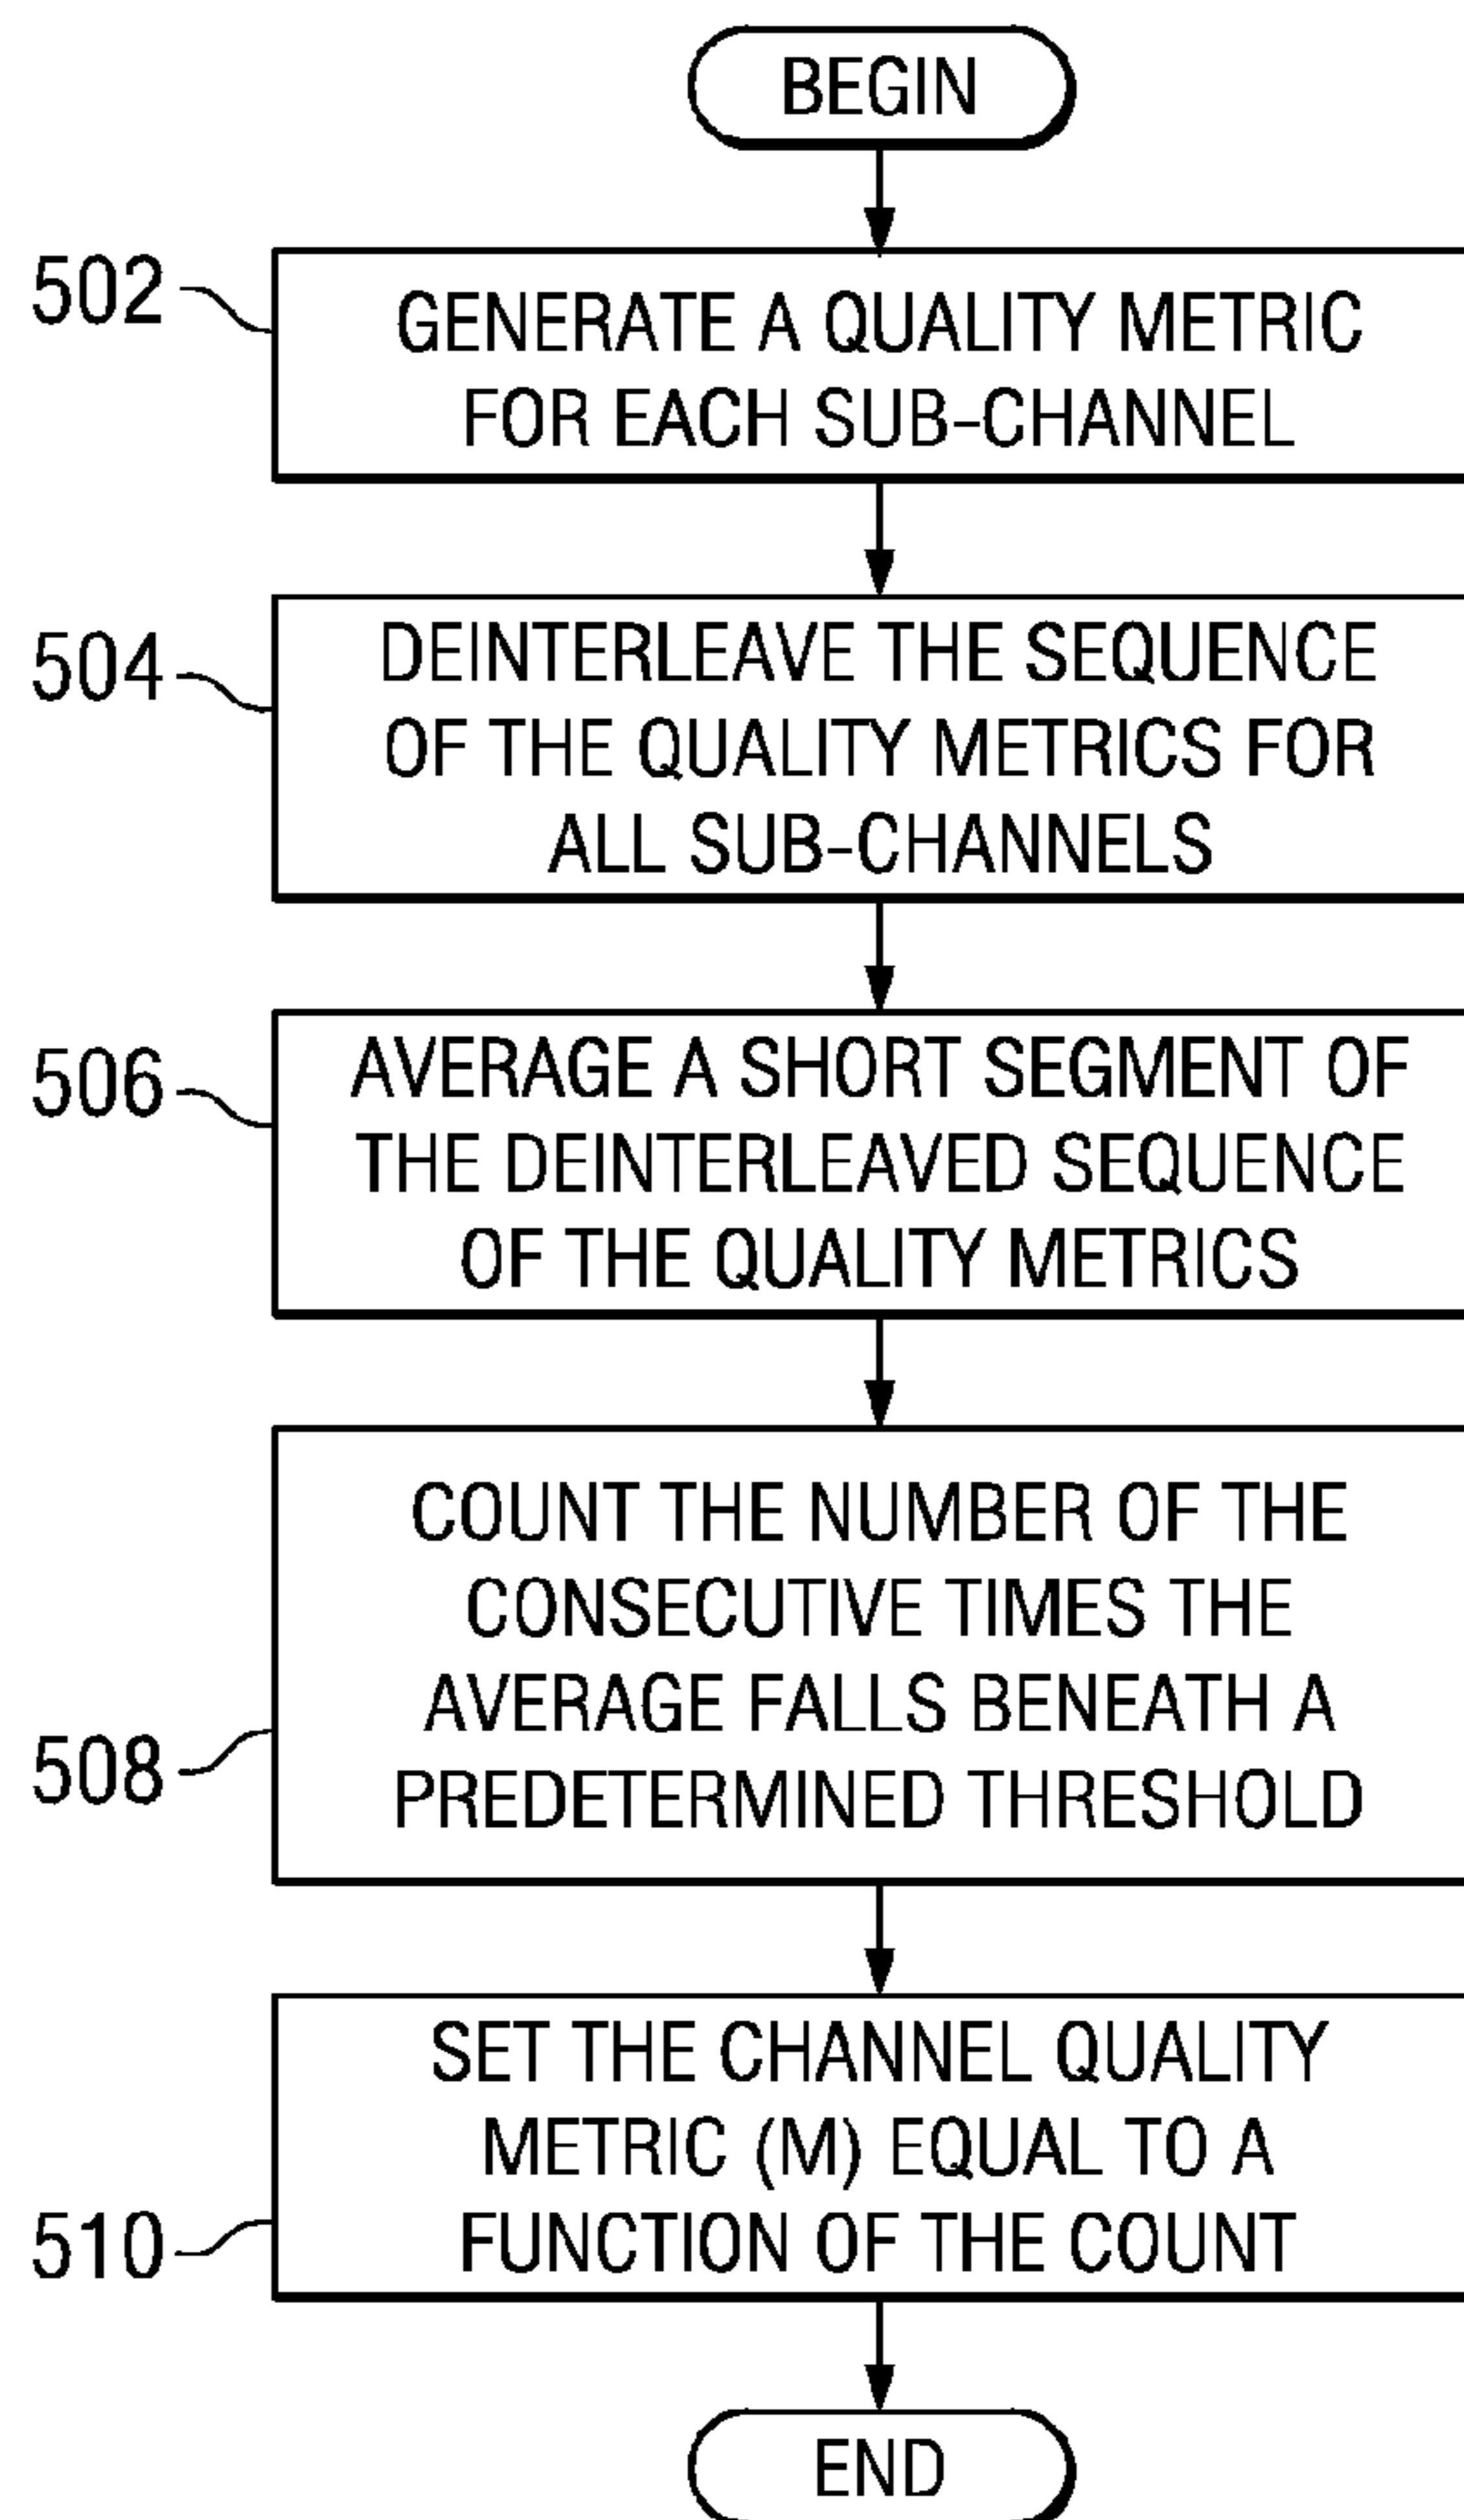 BEGIN
502
GENERATE A QUALITY METRIC
FOR EACH SUB-CHANNEL
504
DEINTERLEAVE THE SEQUENCE
OF THE QUALITY METRICS FOR
ALL SUB-CHANNELS
506
AVERAGE A SHORT SEGMENT OF
THE DEINTERLEAVED SEQUENCE
OF THE QUALITY METRICS
508
COUNT THE NUMBER OF THE
CONSECUTIVE TIMES THE
AVERAGE FALLS BENEATH A
PREDETERMINED THRESHOLD
510
SET THE CHANNEL QUALITY
METRIC (M) EQUAL TO A
FUNCTION OF THE COUNT
END